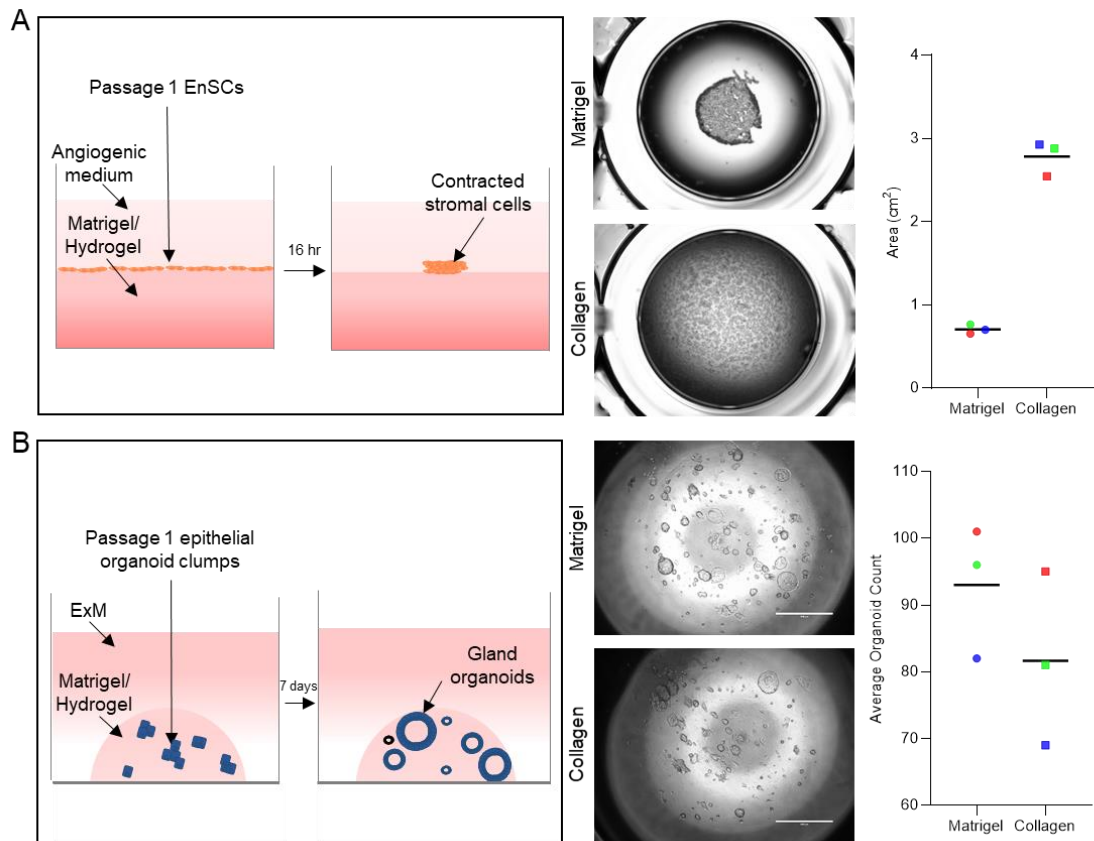 A
Passage 1 EnSCs
Angiogenic
medium
Matrigel/
Hydrogel
16 hr
Contracted
stromal cells
Matrigel
Collagen
Area (cm²)
4
3
2
1
0
Matrigel
Collagen
B
Passage 1 epithelial
organoid clumps
ExM
Matrigel/
Hydrogel
7 days
Gland
organoids
Matrigel
Collagen
Average Organoid Count
110
100
90
80
70
60
Matrigel
Collagen